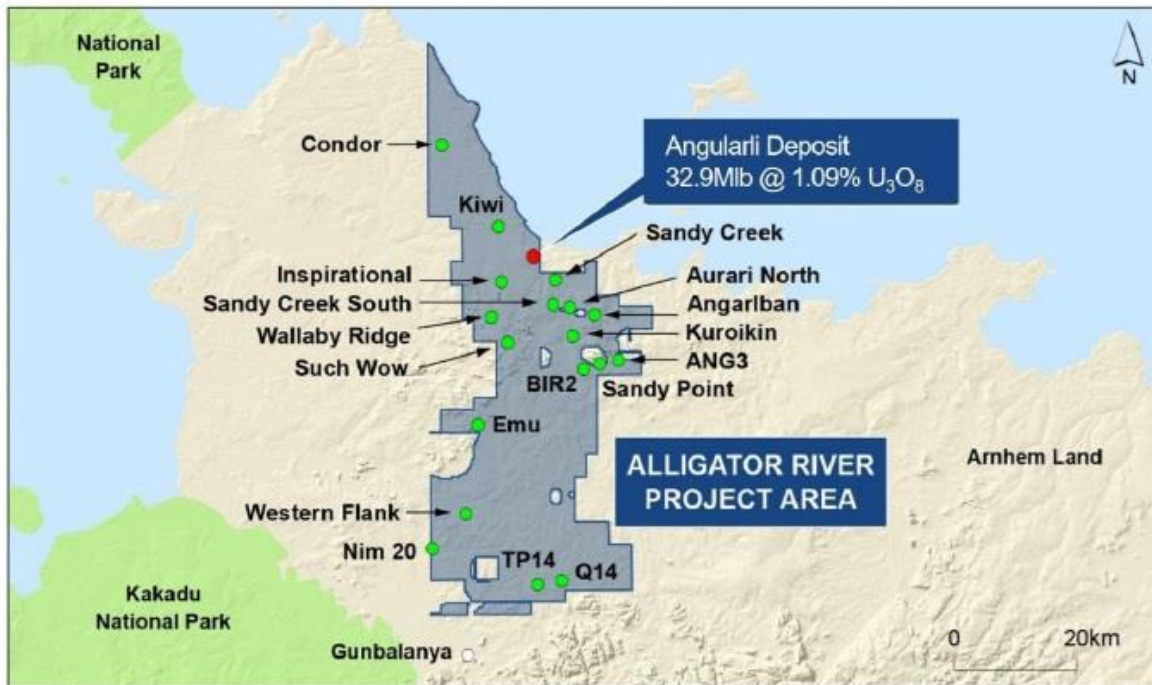 National
Park
N
Condor
Angularli Deposit
32.9Mlb @ 1.09% U₃O₈
Kiwi
Sandy Creek
Inspirational
Aurari North
Sandy Creek South
Angarlban
Wallaby Ridge
Kuroikin
Such Wow
ANG3
BIR2
Sandy Point
Emu
ALLIGATOR RIVER
PROJECT AREA
Arnhem Land
Western Flank
Nim 20
TP14
Q14
Kakadu
National Park
Gunbalanya
0 20km